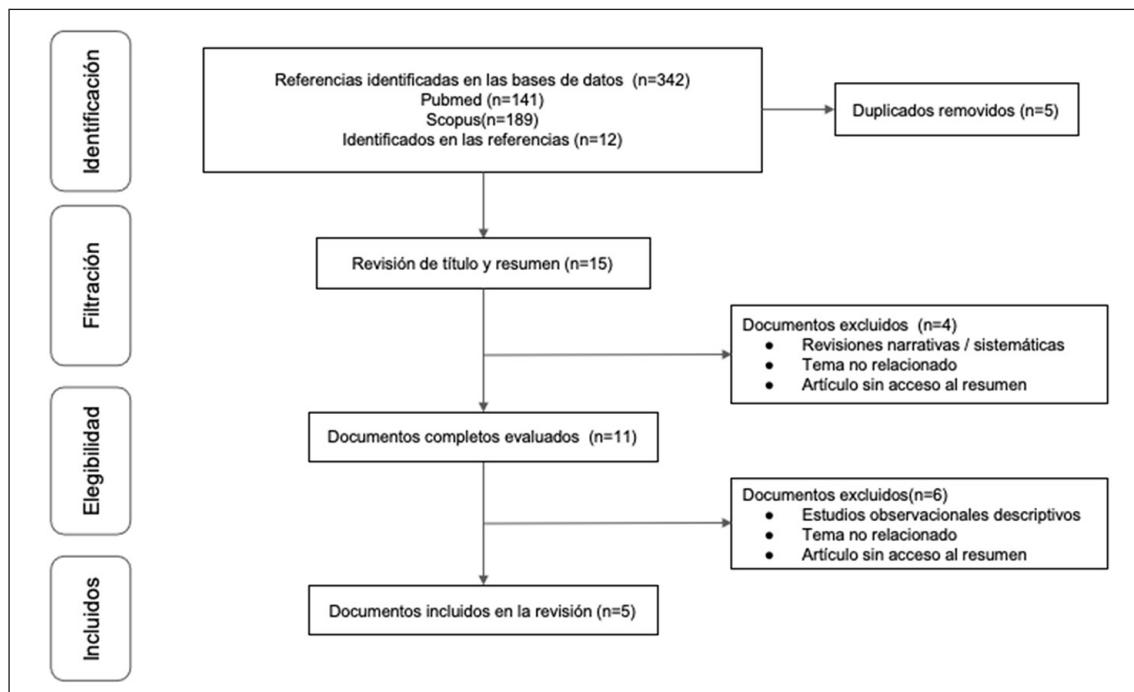 Identificación
Referencias identificadas en las bases de datos (n=342)
Pubmed (n=141)
Scopus(n=189)
Identificados en las referencias (n=12)
Duplicados removidos (n=5)
Filtración
Revisión de título y resumen (n=15)
Documentos excluidos (n=4)
● Revisiones narrativas / sistemáticas
● Tema no relacionado
● Artículo sin acceso al resumen
Elegibilidad
Documentos completos evaluados (n=11)
Documentos excluidos(n=6)
● Estudios observacionales descriptivos
● Tema no relacionado
● Artículo sin acceso al resumen
Incluidos
Documentos incluidos en la revisión (n=5)